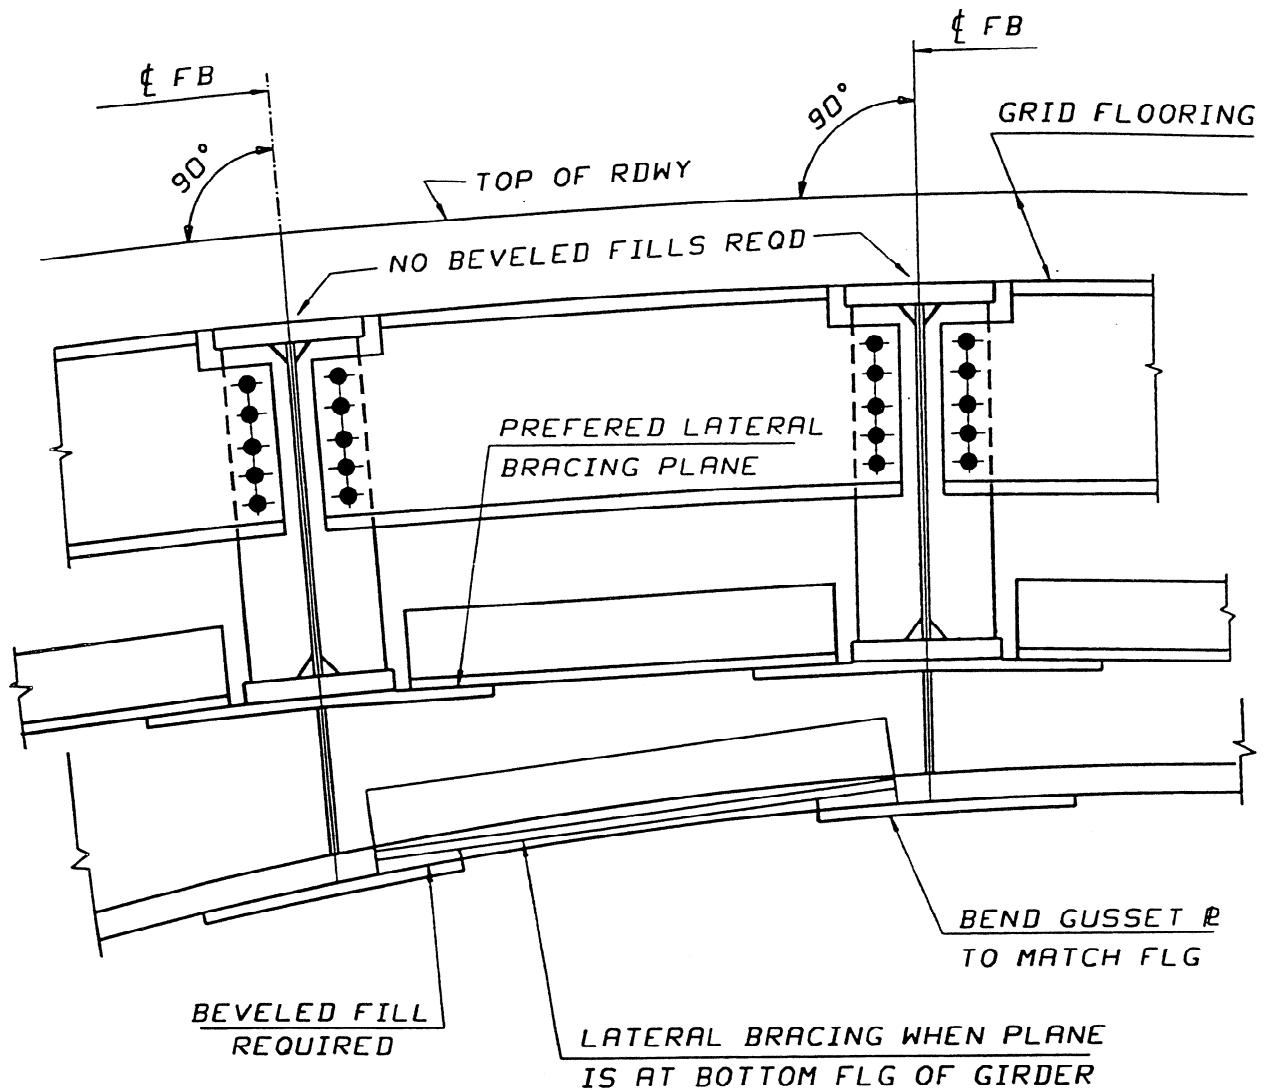 ℄ FB
℄ FB
90°
90°
GRID FLOORING
TOP OF RDWY
NO BEVELED FILLS REQD
PREFERED LATERAL
BRACING PLANE
BEND GUSSET ⅊
TO MATCH FLG
BEVELED FILL
REQUIRED
LATERAL BRACING WHEN PLANE
IS AT BOTTOM FLG OF GIRDER